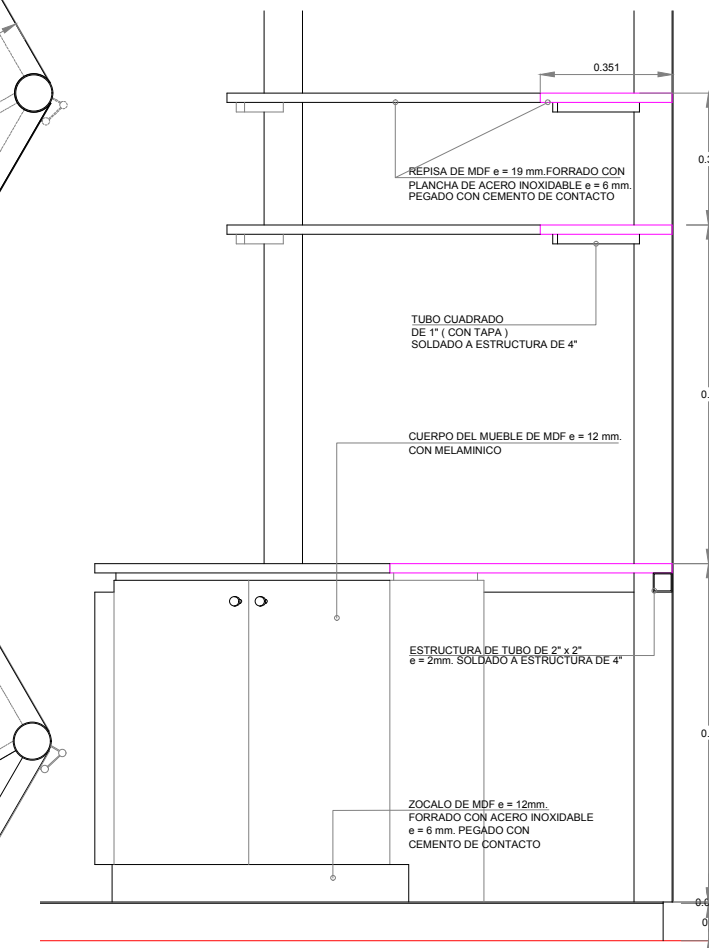 0.351
REPISA DE MDF e = 19 mm.FORRADO CON
PLANCHA DE ACERO INOXIDABLE e = 6 mm.
PEGADO CON CEMENTO DE CONTACTO
TUBO CUADRADO
DE 1" ( CON TAPA )
SOLDADO A ESTRUCTURA DE 4"
CUERPO DEL MUEBLE DE MDF e = 12 mm.
CON MELAMINICO
ESTRUCTURA DE TUBO DE 2" x 2"
e = 2mm. SOLDADO A ESTRUCTURA DE 4"
ZOCALO DE MDF e = 12mm.
FORRADO CON ACERO INOXIDABLE
e = 6 mm. PEGADO CON
CEMENTO DE CONTACTO